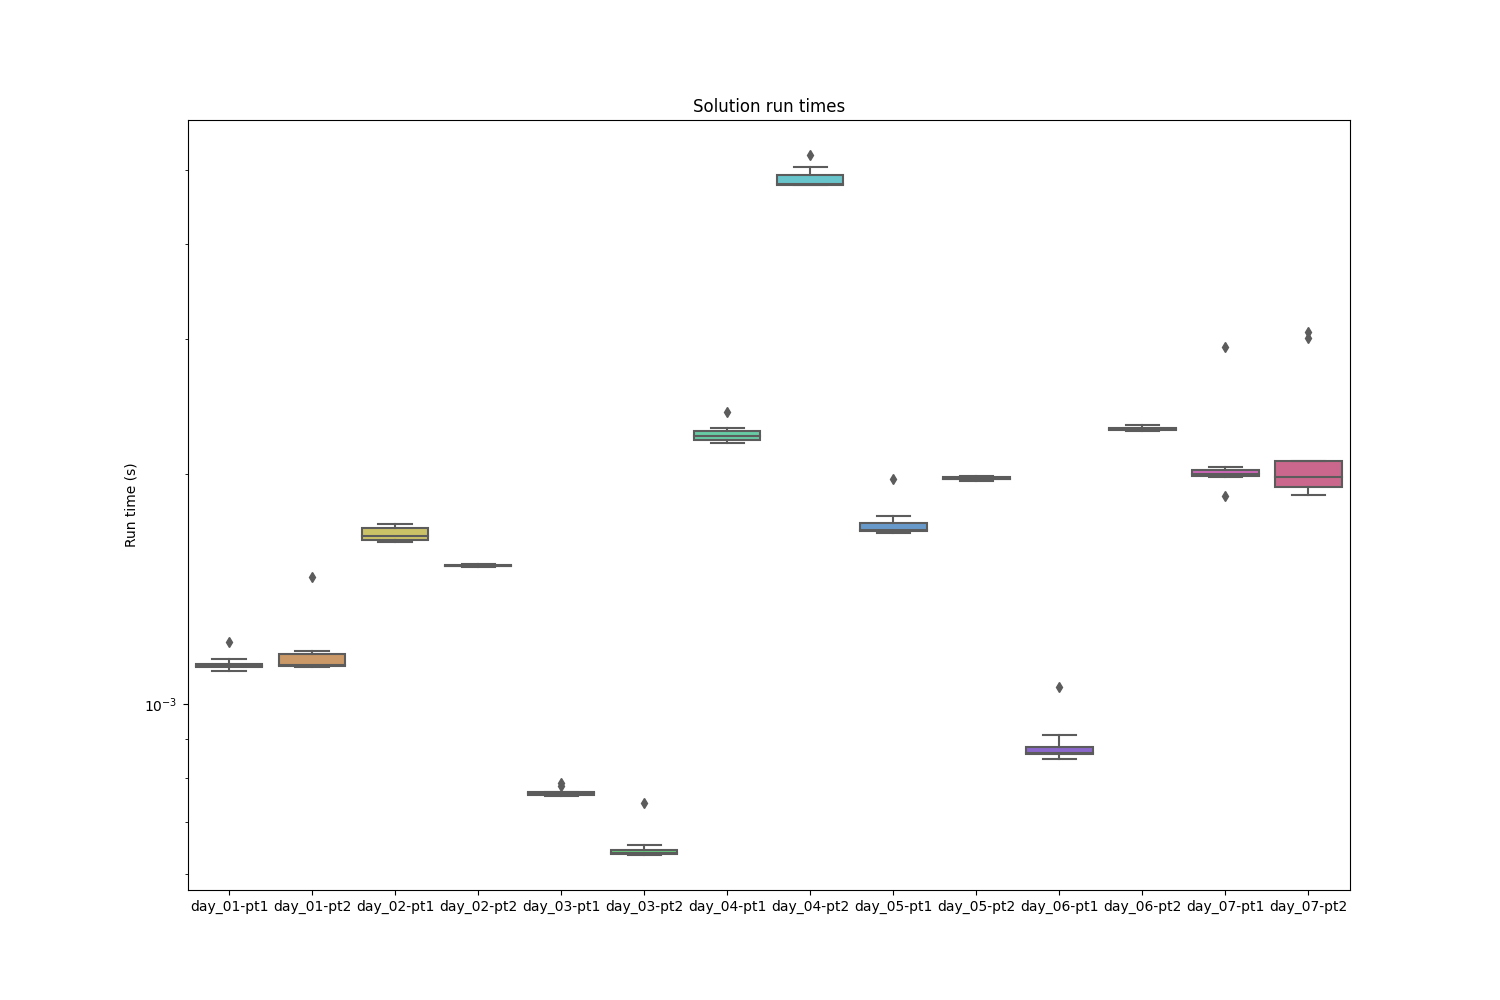 Solution run times
Run time (s)
10⁻³
day_01-pt1 day_01-pt2 day_02-pt1 day_02-pt2 day_03-pt1 day_03-pt2 day_04-pt1 day_04-pt2 day_05-pt1 day_05-pt2 day_06-pt1 day_06-pt2 day_07-pt1 day_07-pt2